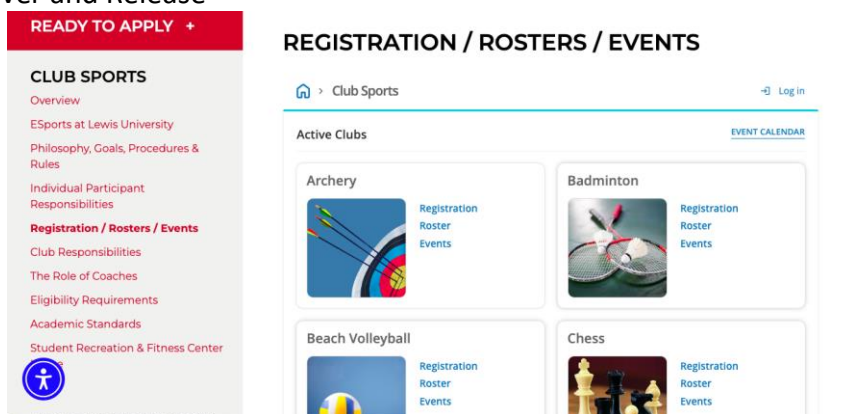 READY TO APPLY +
CLUB SPORTS
Overview
ESports at Lewis University
Philosophy, Goals, Procedures &
Rules
Individual Participant
Responsibilities
Registration / Rosters / Events
Club Responsibilities
The Role of Coaches
Eligibility Requirements
Academic Standards
Student Recreation & Fitness Center
REGISTRATION / ROSTERS / EVENTS
> Club Sports
Log in
Active Clubs
EVENT CALENDAR
Archery
Registration
Roster
Events
Badminton
Registration
Roster
Events
Beach Volleyball
Registration
Roster
Events
Chess
Registration
Roster
Events